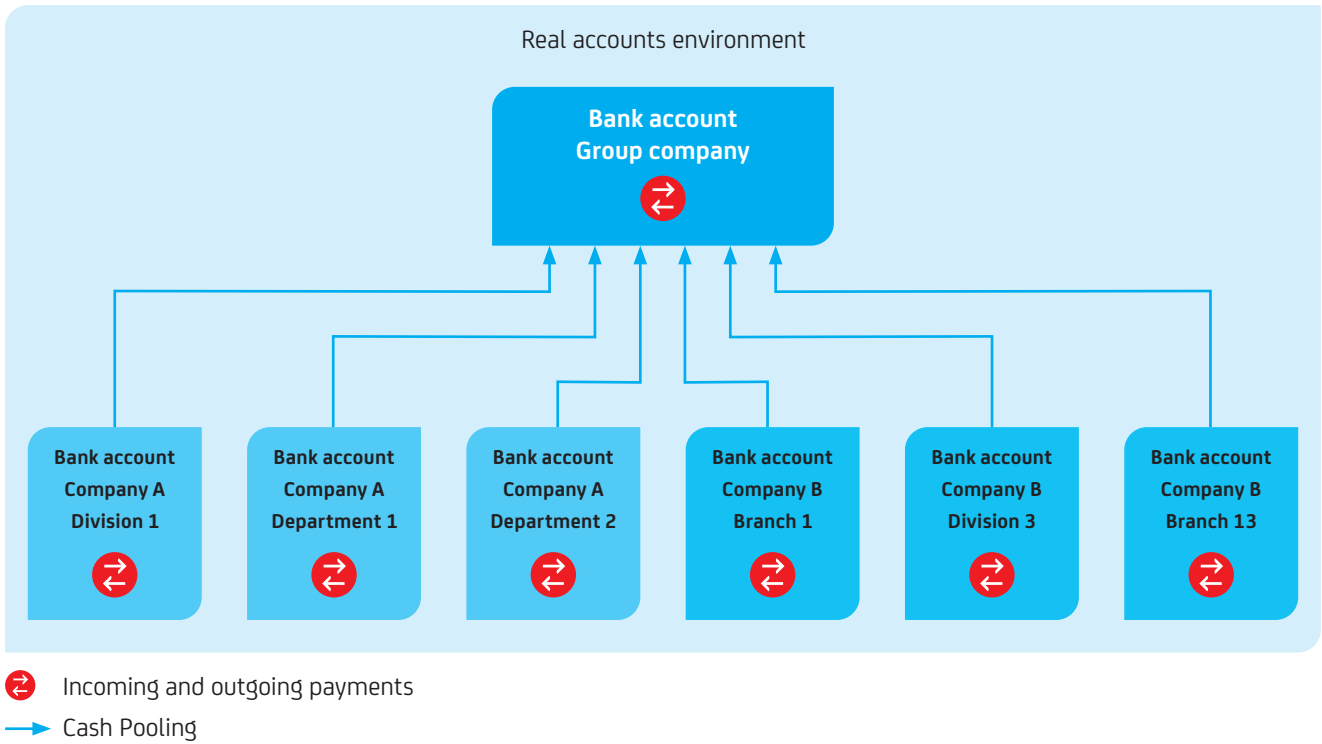 Real accounts environment
Bank account
Group company
Bank account
Company A
Division 1
Bank account
Company A
Department 1
Bank account
Company A
Department 2
Bank account
Company B
Branch 1
Bank account
Company B
Division 3
Bank account
Company B
Branch 13
Incoming and outgoing payments
Cash Pooling